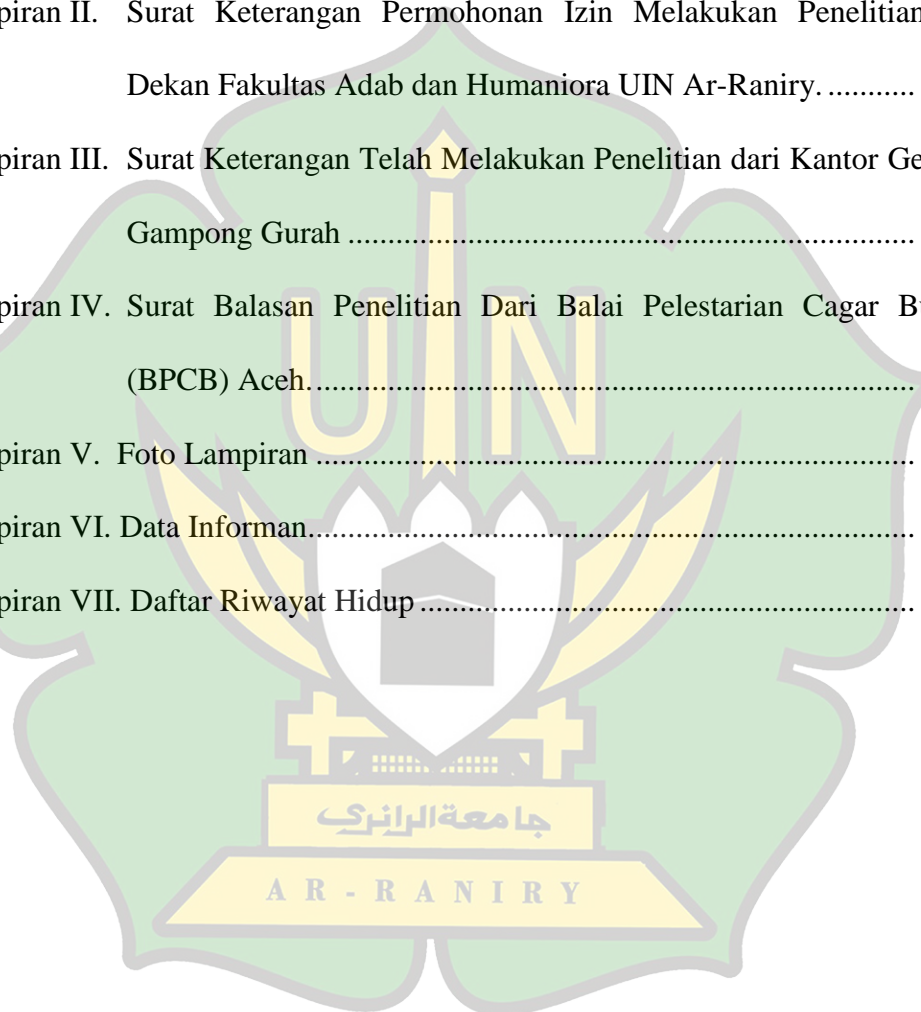 piran II. Surat Keterangan Permohonan Izin Melakukan Penelitian
Dekan Fakultas Adab dan Humaniora UIN Ar-Raniry. ...........
piran III. Surat Keterangan Telah Melakukan Penelitian dari Kantor Ge
Gampong Gurah ............................................................
piran IV. Surat Balasan Penelitian Dari Balai Pelestarian Cagar B
(BPCB) Aceh. ................................................................
piran V. Foto Lampiran ................................................................
piran VI. Data Informan.................................................................
piran VII. Daftar Riwayat Hidup .....................................................
UIN
جامعة الرانري
AR-RANIRY